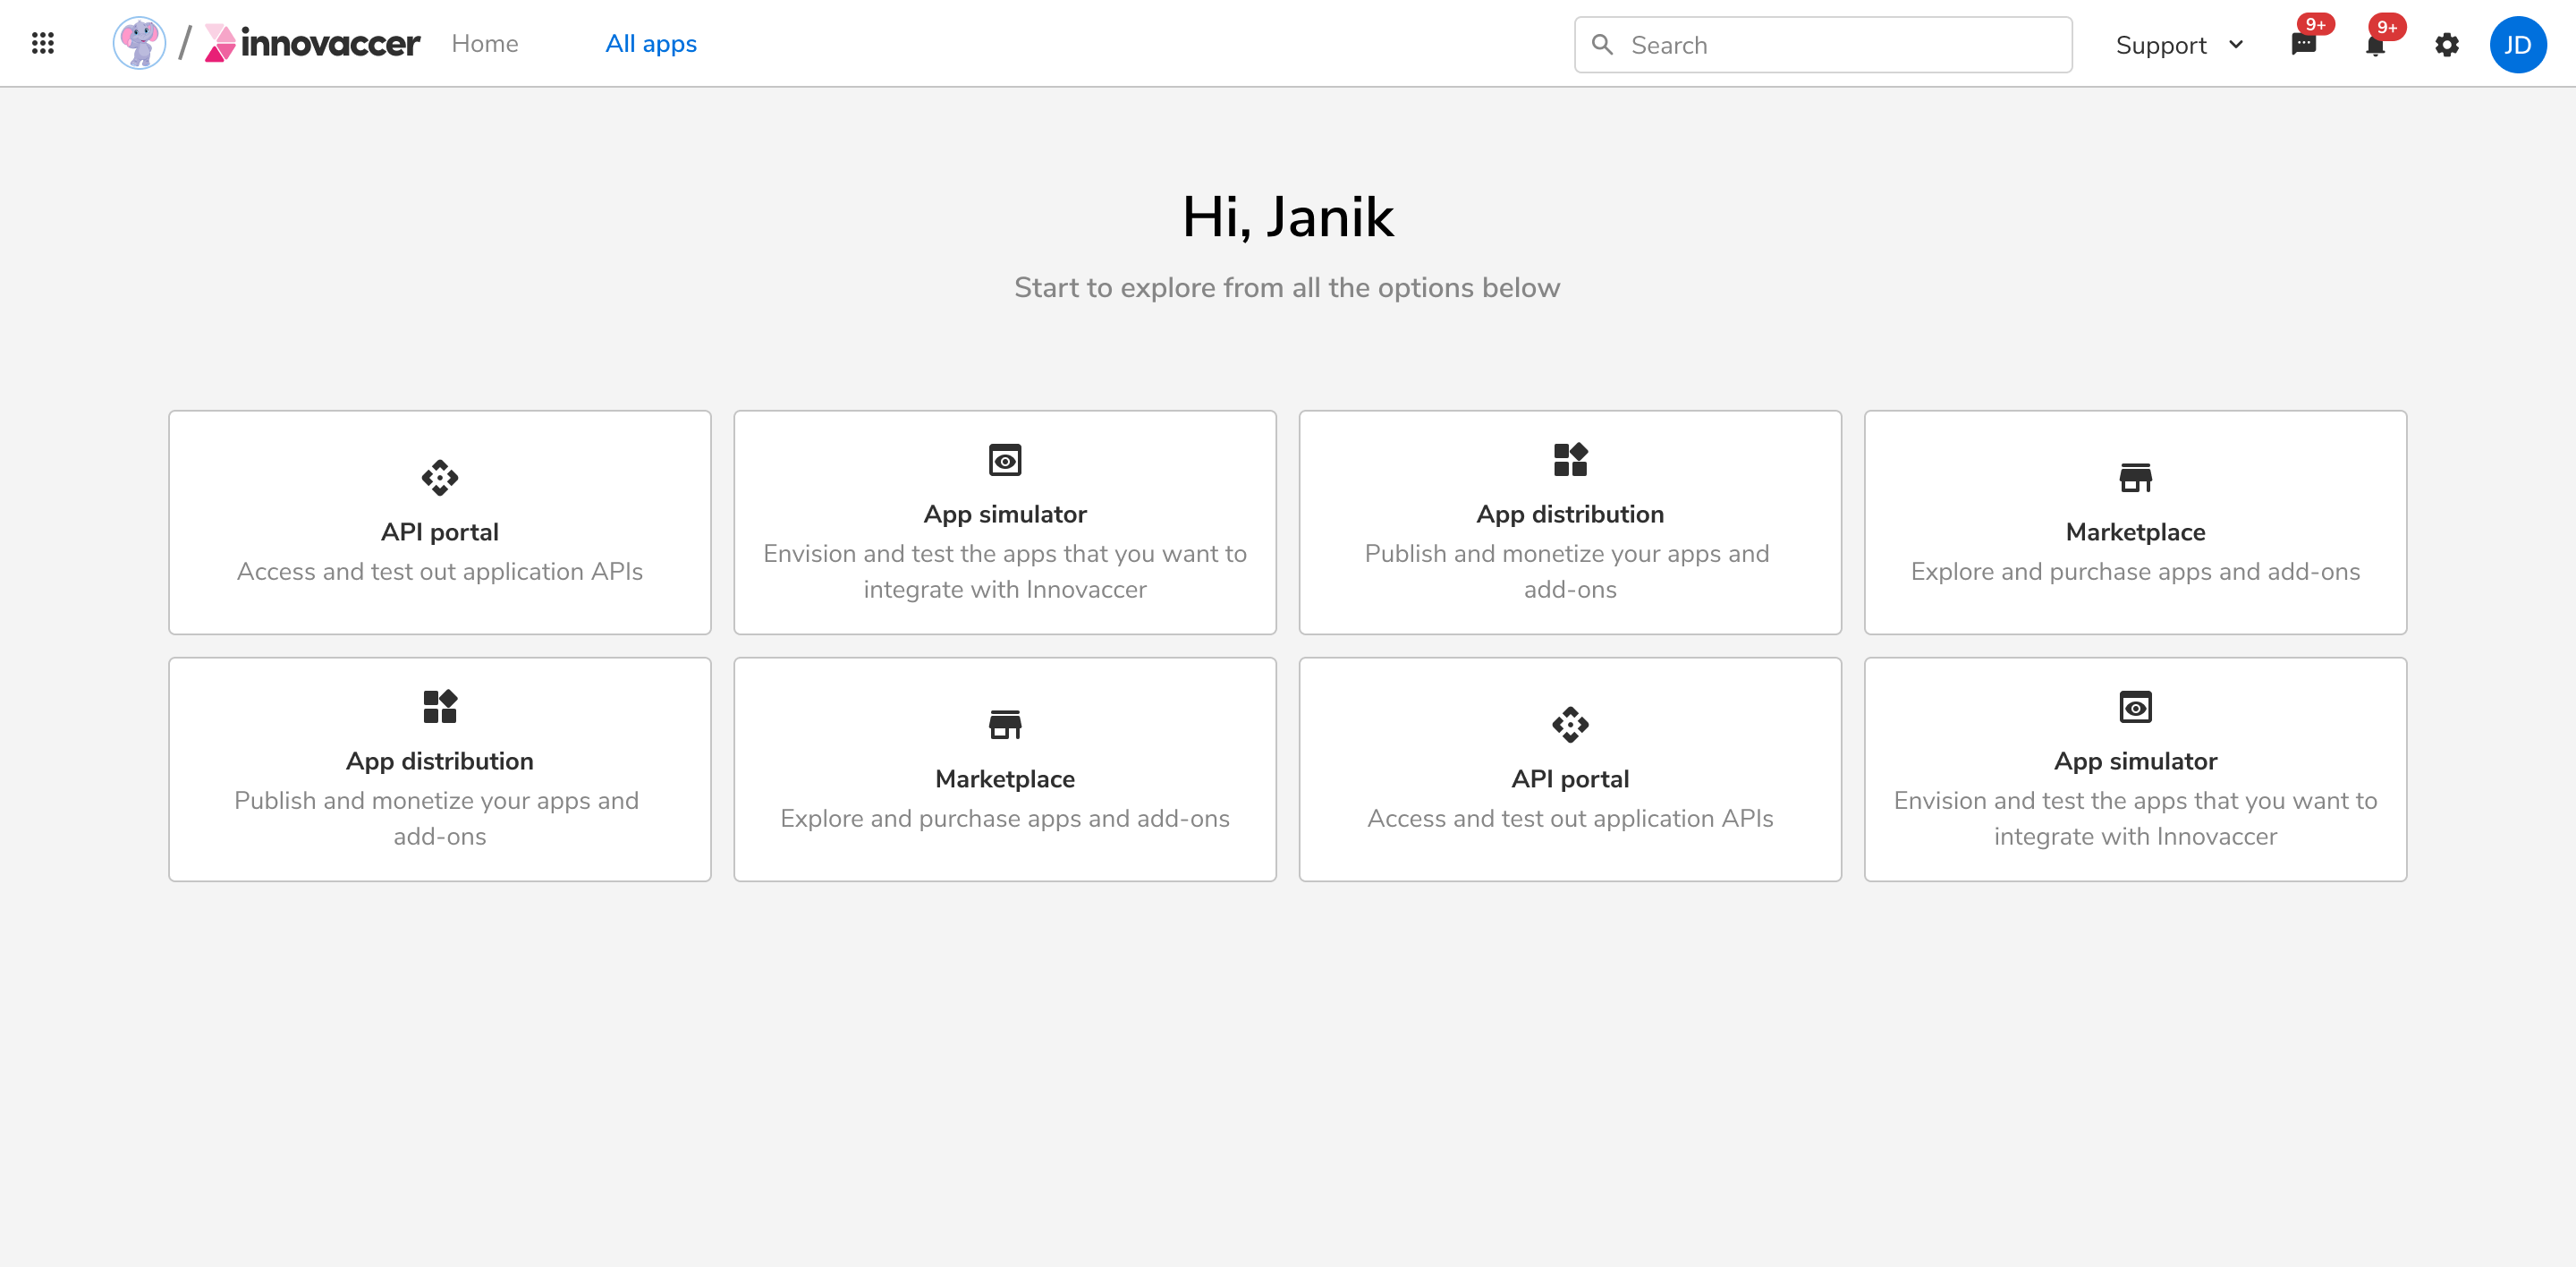 innovaccer
Home
All apps
Search
Support
9+
9+
JD
Hi, Janik
Start to explore from all the options below
API portal
Access and test out application APIs
App simulator
Envision and test the apps that you want to
integrate with Innovaccer
App distribution
Publish and monetize your apps and
add-ons
Marketplace
Explore and purchase apps and add-ons
App distribution
Publish and monetize your apps and
add-ons
Marketplace
Explore and purchase apps and add-ons
API portal
Access and test out application APIs
App simulator
Envision and test the apps that you want to
integrate with Innovaccer